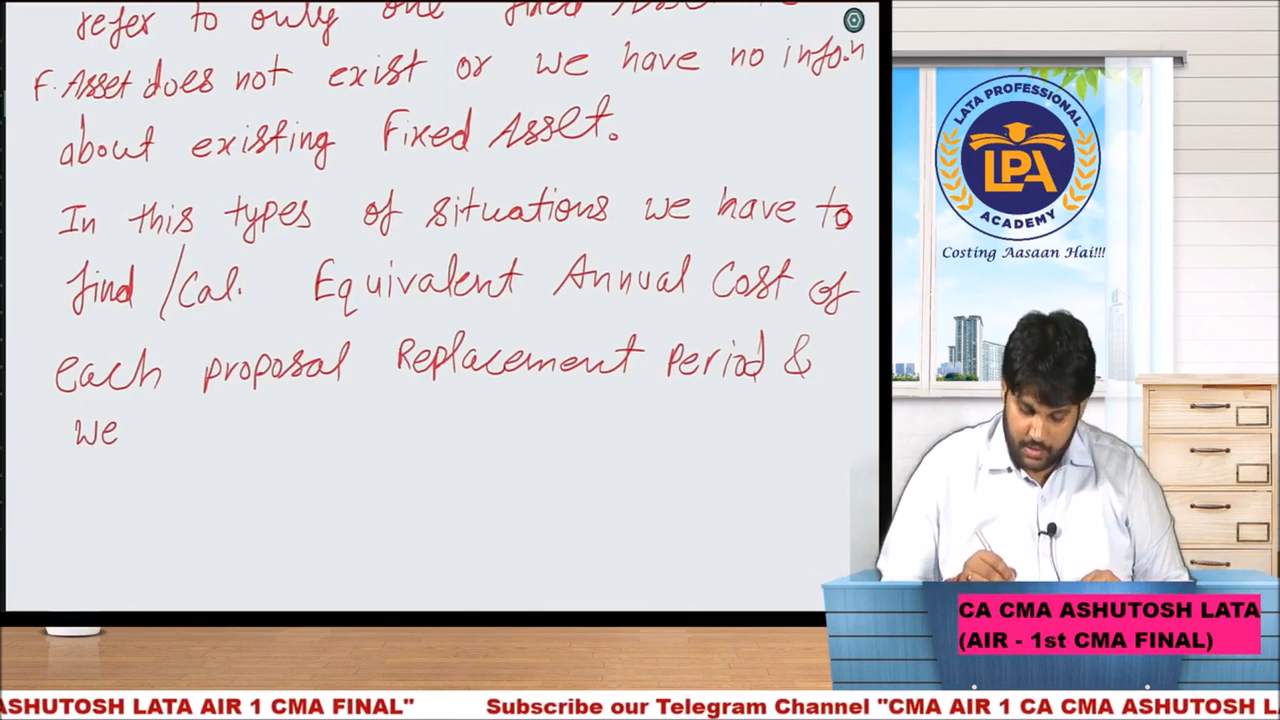 refer to only one fixed Asset
F. Asset does not exist or we have no infon
about existing Fixed Asset.
In this types of situations we have to
find /Cal. Equivalent Annual Cost of
each proposal Replacement Period &
we
LATA PROFESSIONAL
LPA
ACADEMY
Costing Aasaan Hai!!!
CA CMA ASHUTOSH LATA
(AIR - 1st CMA FINAL)
ASHUTOSH LATA AIR 1 CMA FINAL" Subscribe our Telegram Channel "CMA AIR 1 CA CMA ASHUTOSH L